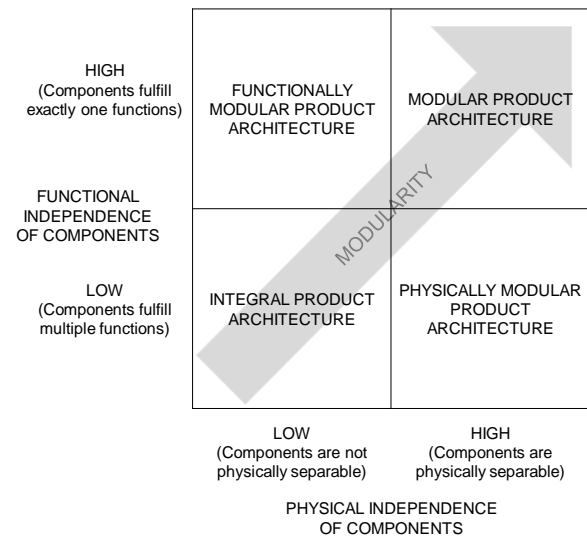 HIGH
(Components fulfill
exactly one functions)
FUNCTIONALLY
MODULAR PRODUCT
ARCHITECTURE
MODULAR PRODUCT
ARCHITECTURE
FUNCTIONAL
INDEPENDENCE
OF COMPONENTS
MODULARITY
LOW
(Components fulfill
multiple functions)
INTEGRAL PRODUCT
ARCHITECTURE
PHYSICALLY MODULAR
PRODUCT
ARCHITECTURE
LOW
(Components are not
physically separable)
HIGH
(Components are
physically separable)
PHYSICAL INDEPENDENCE
OF COMPONENTS